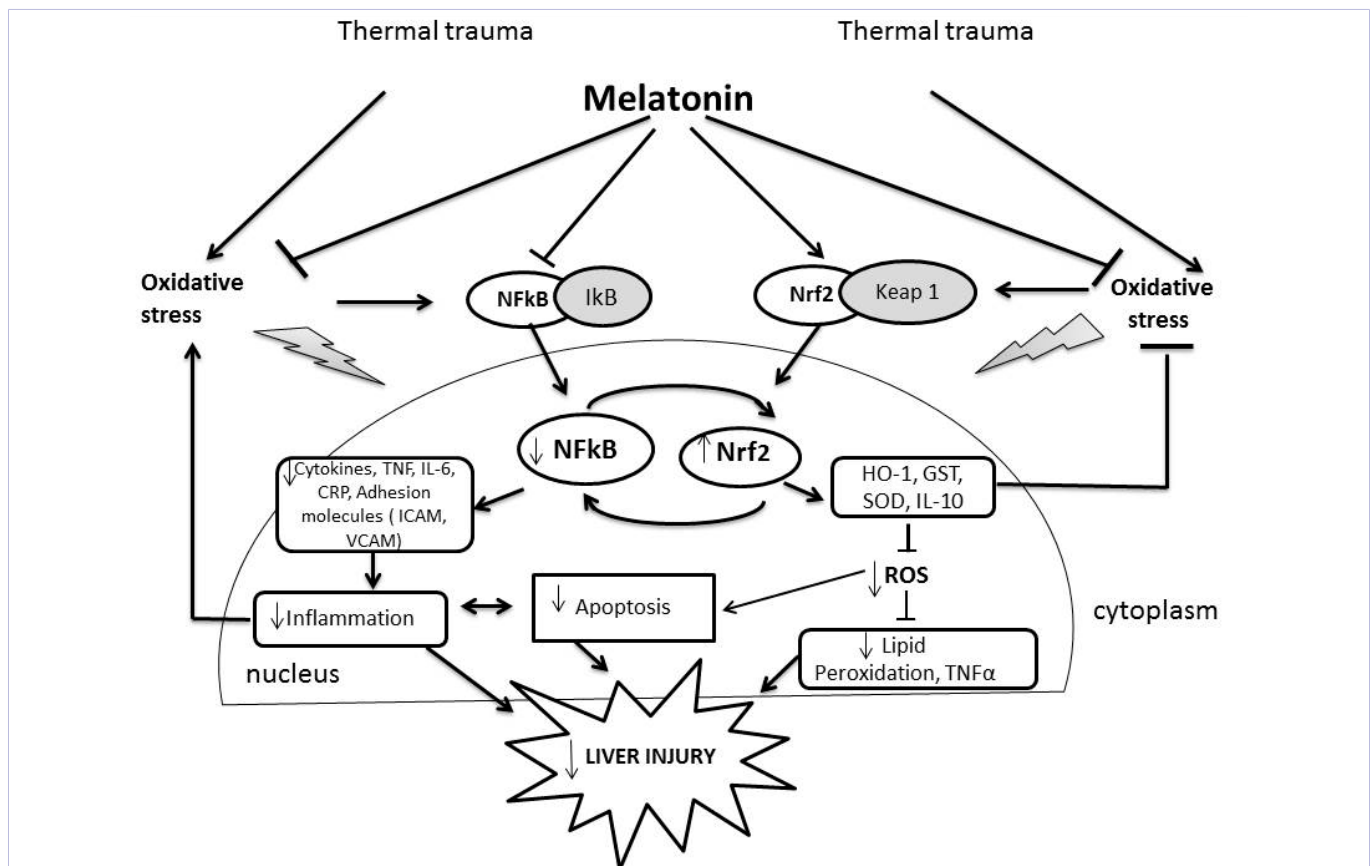 Thermal trauma
Thermal trauma
Melatonin
Oxidative
stress
NFkB
IkB
Nrf2
Keap 1
Oxidative
stress
↓ NFkB
↑ Nrf2
↓Cytokines, TNF, IL-6,
CRP, Adhesion
molecules ( ICAM,
VCAM)
HO-1, GST,
SOD, IL-10
↓ ROS
↓Inflammation
↓ Apoptosis
↓ Lipid
Peroxidation, TNFα
cytoplasm
nucleus
↓ LIVER INJURY